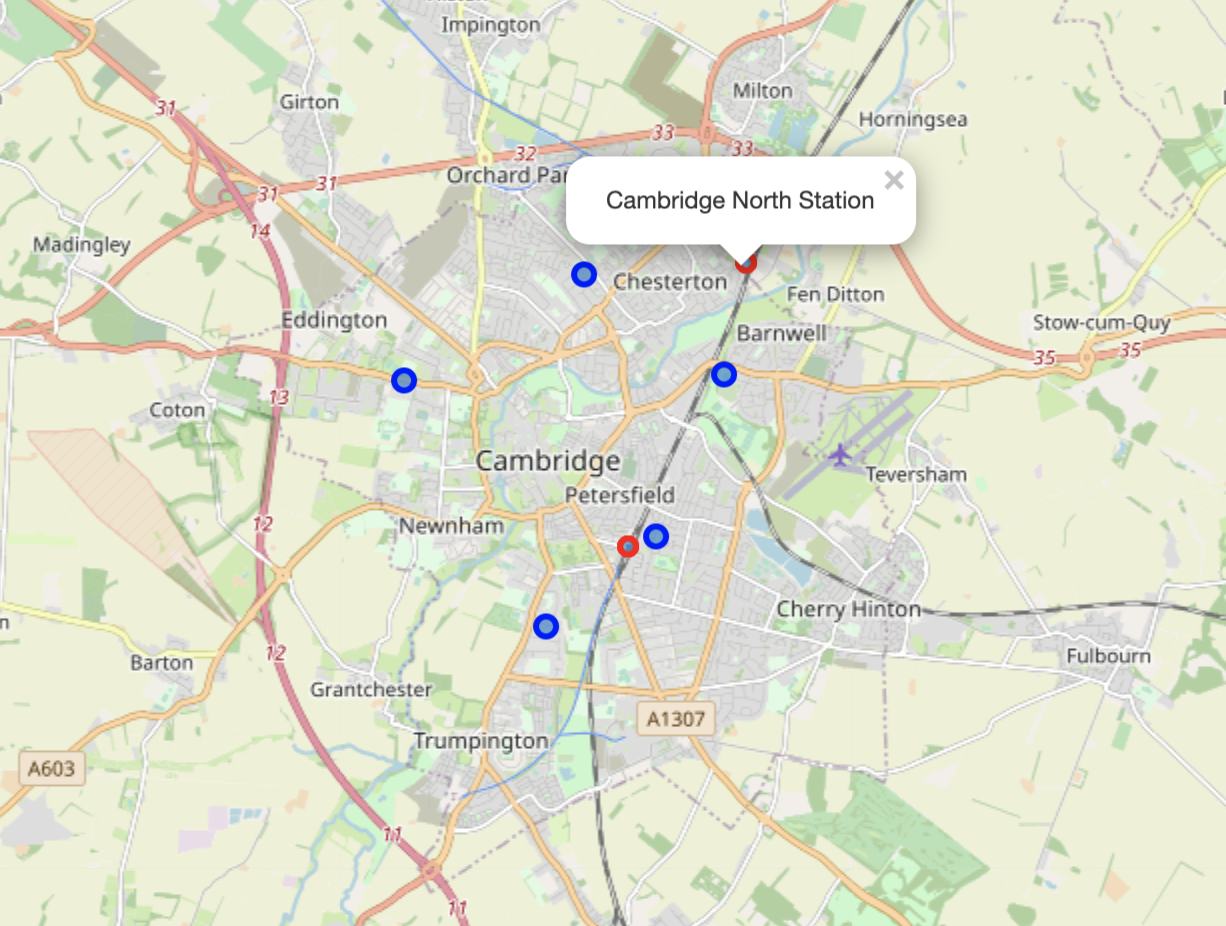 Impington
Milton
Girton
31
Horningsea
33
33
32
Orchard Par
31
31
Cambridge North Station
×
14
Madingley
Chesterton
Fen Ditton
Eddington
Barnwell
Stow-cum-Quy
35
35
13
Coton
Cambridge
Teversham
Petersfield
12
Newnham
Cherry Hinton
n
12
Barton
Fulbourn
Grantchester
A1307
Trumpington
A603
11
11